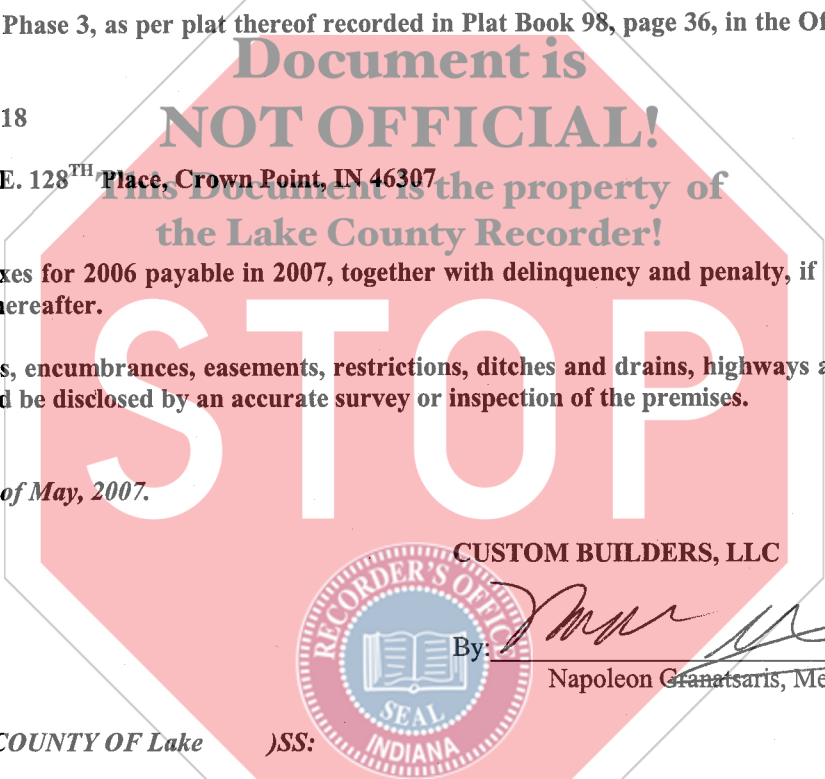 Phase 3, as per plat thereof recorded in Plat Book 98, page 36, in the Of
Document is
NOT OFFICIAL!
18
E. 128TH Place, Crown Point, IN 46307
This Document is the property of
the Lake County Recorder!
xes for 2006 payable in 2007, together with delinquency and penalty, if
hereafter.
STOP
s, encumbrances, easements, restrictions, ditches and drains, highways a
d be disclosed by an accurate survey or inspection of the premises.
of May, 2007.
CUSTOM BUILDERS, LLC
RECORDER'S OFFICE
SEAL
INDIANA
By:
Napoleon Granatsaris, Me
COUNTY OF Lake )SS: